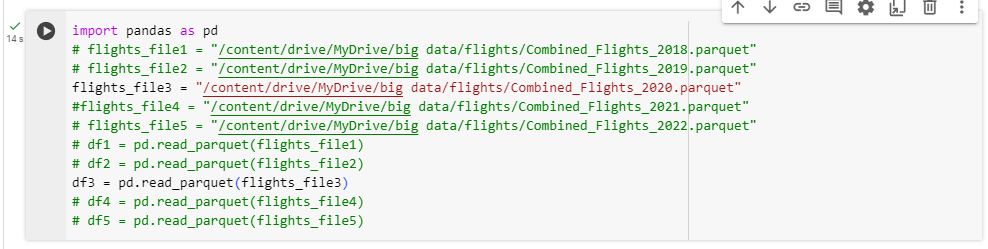 14 s
import pandas as pd
# flights_file1 = "/content/drive/MyDrive/big data/flights/Combined_Flights_2018.parquet"
# flights_file2 = "/content/drive/MyDrive/big data/flights/Combined_Flights_2019.parquet"
flights_file3 = "/content/drive/MyDrive/big data/flights/Combined_Flights_2020.parquet"
#flights_file4 = "/content/drive/MyDrive/big data/flights/Combined_Flights_2021.parquet"
# flights_file5 = "/content/drive/MyDrive/big data/flights/Combined_Flights_2022.parquet"
# df1 = pd.read_parquet(flights_file1)
# df2 = pd.read_parquet(flights_file2)
df3 = pd.read_parquet(flights_file3)
# df4 = pd.read_parquet(flights_file4)
# df5 = pd.read_parquet(flights_file5)